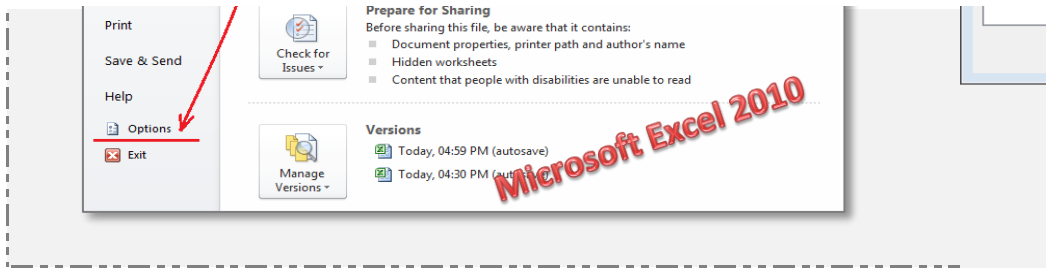 Print
Save & Send
Help
Options
Exit
Check for
Issues
Prepare for Sharing
Before sharing this file, be aware that it contains:
Document properties, printer path and author's name
Hidden worksheets
Content that people with disabilities are unable to read
Manage
Versions
Versions
Today, 04:59 PM (autosave)
Today, 04:30 PM (autosave)
Microsoft Excel 2010